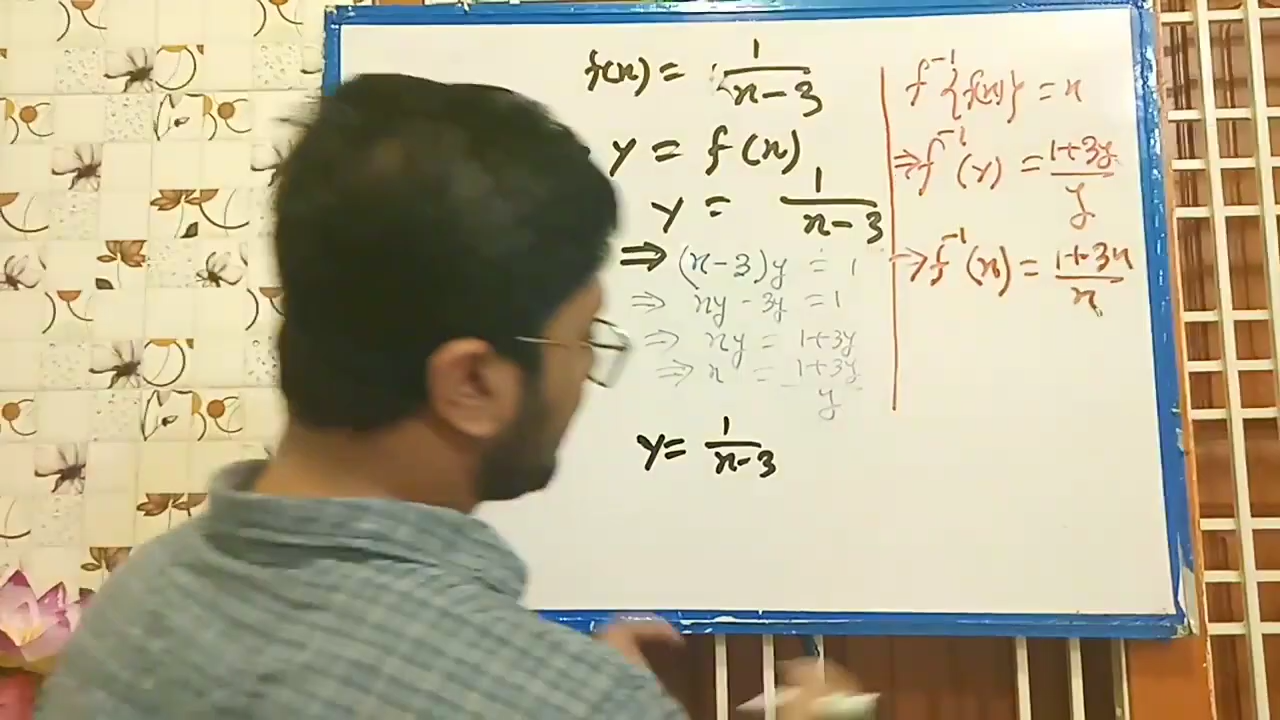 f(x) = 1/(x-3)
y = f(x)
y = 1/(x-3)
⇒ (x-3)y = 1
⇒ xy - 3y = 1
⇒ xy = 1+3y
⇒ x = (1+3y)/y
y = 1/(x-3)
f⁻¹{f(x)} = x
⇒ f⁻¹(y) = (1+3y)/y
⇒ f⁻¹(x) = (1+3x)/x